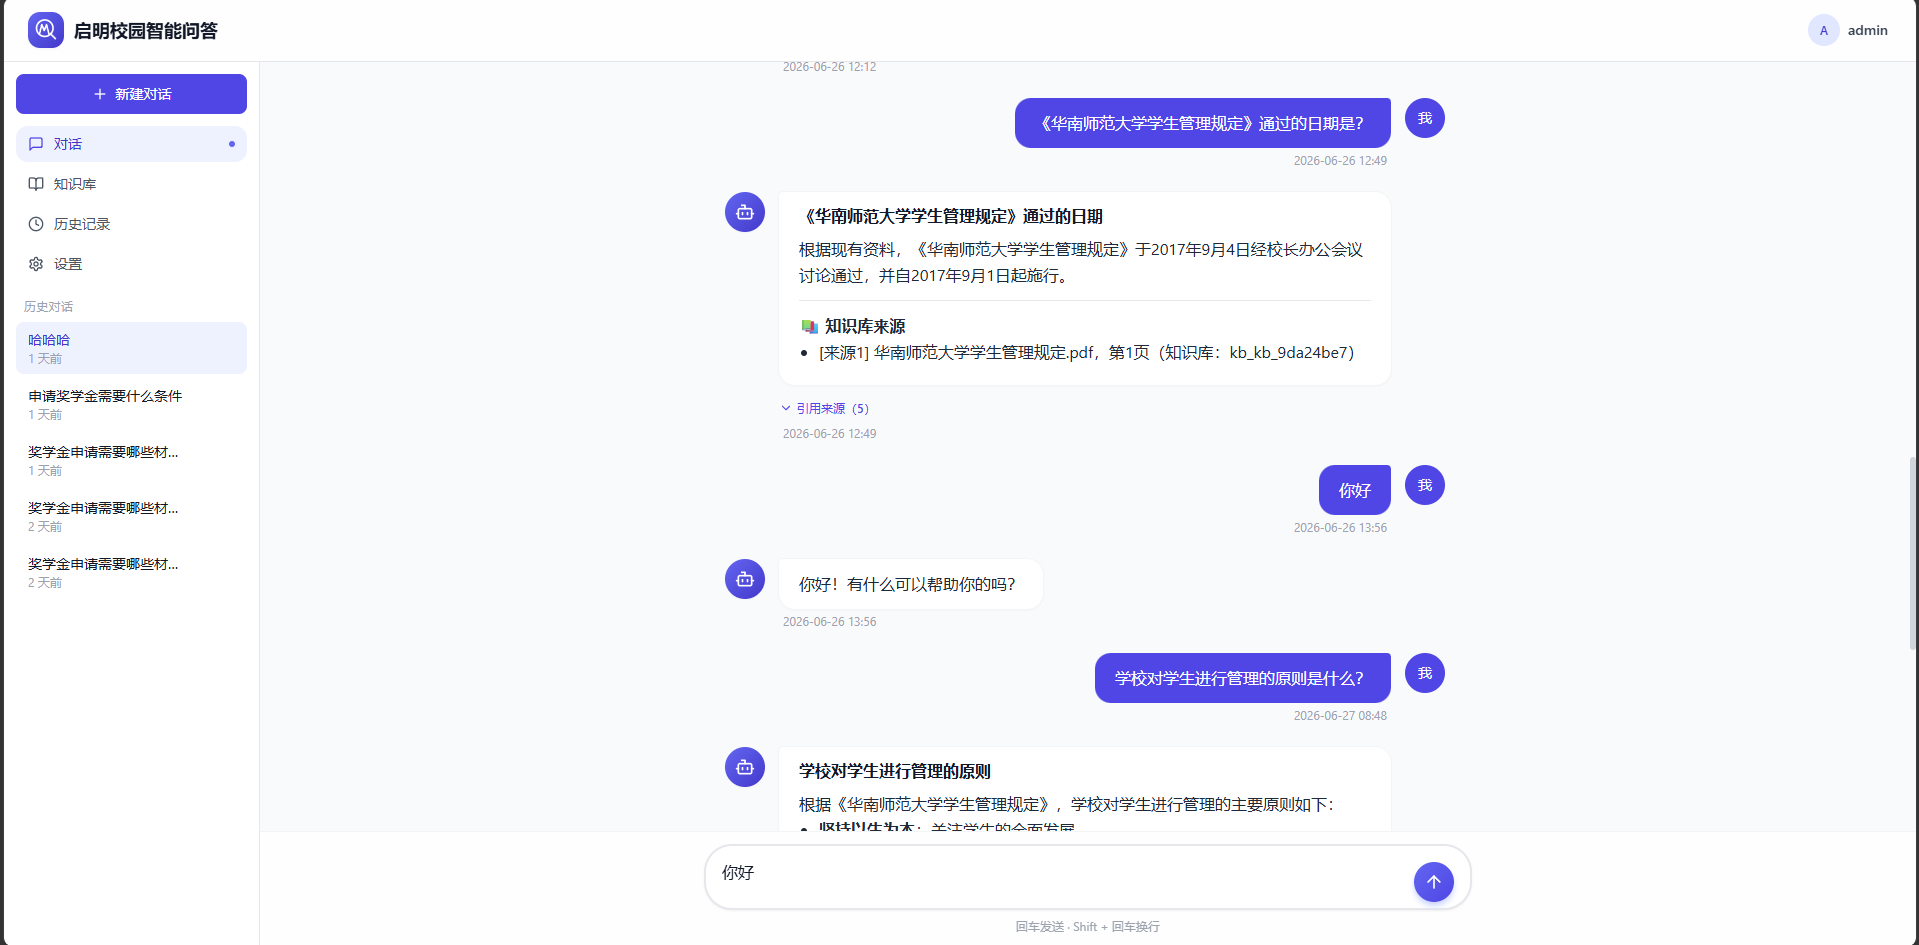 启明校园智能问答
A admin
新建对话
对话
知识库
历史记录
设置
历史对话
哈哈哈
1 天前
申请奖学金需要什么条件
1 天前
奖学金申请需要哪些材...
1 天前
奖学金申请需要哪些材...
2 天前
奖学金申请需要哪些材...
2 天前
2026-06-26 12:12
《华南师范大学学生管理规定》通过的日期是？
我
2026-06-26 12:49
《华南师范大学学生管理规定》通过的日期
根据现有资料，《华南师范大学学生管理规定》于2017年9月4日经校长办公会议
讨论通过，并自2017年9月1日起施行。
知识库来源
• [来源1] 华南师范大学学生管理规定.pdf，第1页（知识库：kb_kb_9da24be7）
引用来源（5）
2026-06-26 12:49
你好
我
2026-06-26 13:56
你好！有什么可以帮助你的吗？
2026-06-26 13:56
学校对学生进行管理的原则是什么？
我
2026-06-27 08:48
学校对学生进行管理的原则
根据《华南师范大学学生管理规定》，学校对学生进行管理的主要原则如下：
• 坚持以生为本：关注学生的全面发展
你好
回车发送 · Shift + 回车换行